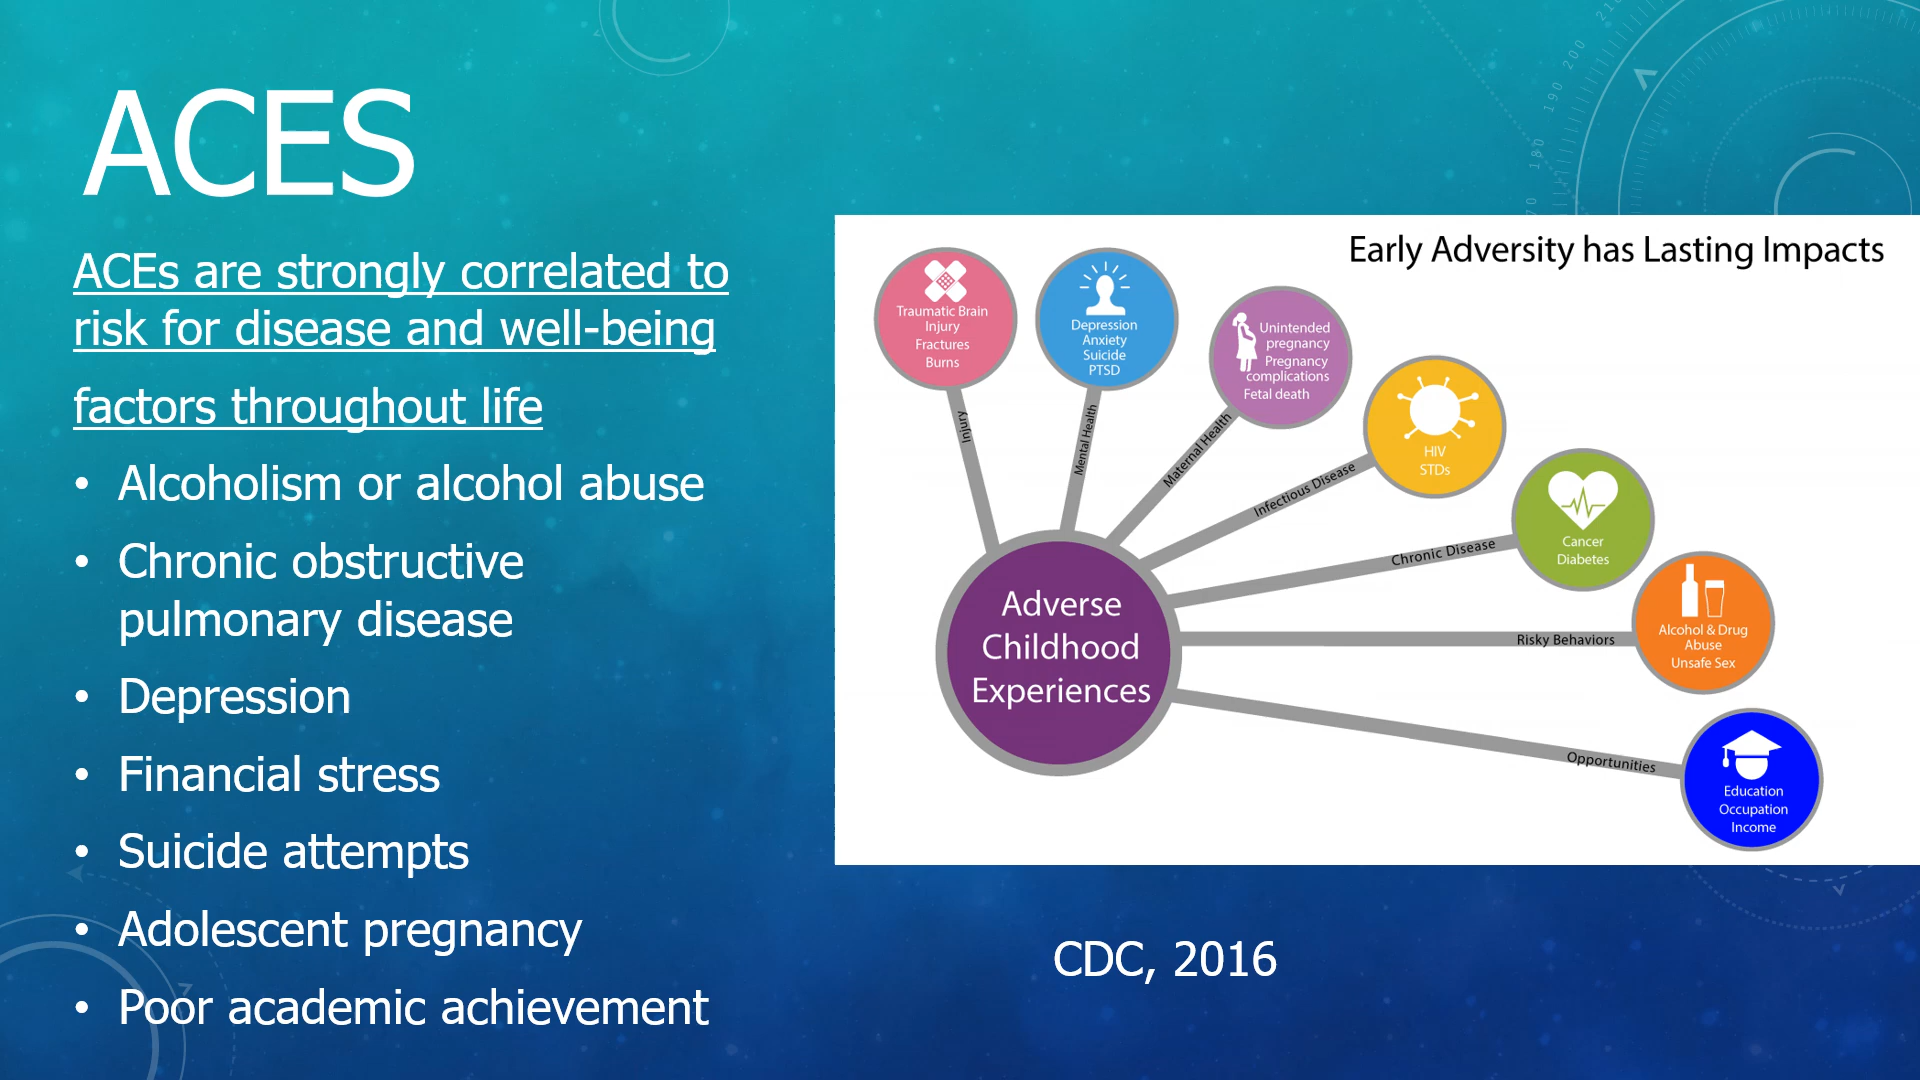 ACES
ACEs are strongly correlated to
risk for disease and well-being
factors throughout life
• Alcoholism or alcohol abuse
• Chronic obstructive
pulmonary disease
• Depression
• Financial stress
• Suicide attempts
• Adolescent pregnancy
• Poor academic achievement
Early Adversity has Lasting Impacts
Traumatic Brain
Injury
Fractures
Burns
Depression
Anxiety
Suicide
PTSD
Unintended
pregnancy
Pregnancy
complications
Fetal death
HIV
STDs
Cancer
Diabetes
Alcohol & Drug
Abuse
Unsafe Sex
Education
Occupation
Income
Injury
Mental Health
Maternal Health
Infectious Disease
Chronic Disease
Risky Behaviors
Opportunities
Adverse
Childhood
Experiences
CDC, 2016
200
190
180